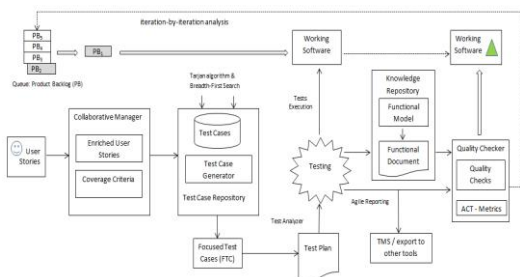 Iteration-by-iteration analysis
PB5
PB4
PB3
PB2
PB1
Queue: Product Backlog (PB)
Working
Software
Working
Software
Tarjan algorithm &
Breadth-First Search
Tests
Execution
Knowledge
Repository
Functional
Model
Functional
Document
Collaborative Manager
Enriched User
Stories
Coverage Criteria
User
Stories
Test Cases
Test Case
Generator
Test Case Repository
Testing
Quality Checker
Quality
Checks
ACT - Metrics
Agile Reporting
Test Analyzer
Focused Test
Cases (FTC)
Test Plan
TMS / export to
other tools